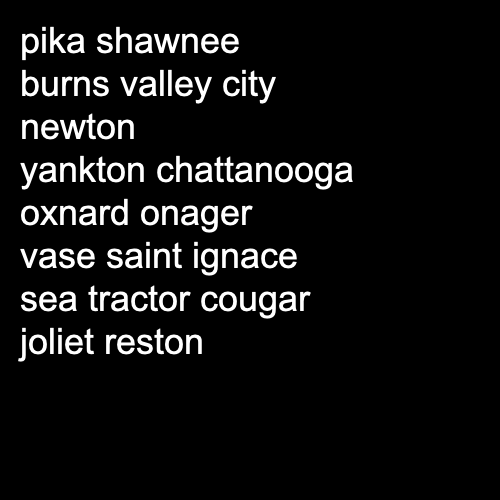 pika shawnee
burns valley city
newton
yankton chattanooga
oxnard onager
vase saint ignace
sea tractor cougar
joliet reston